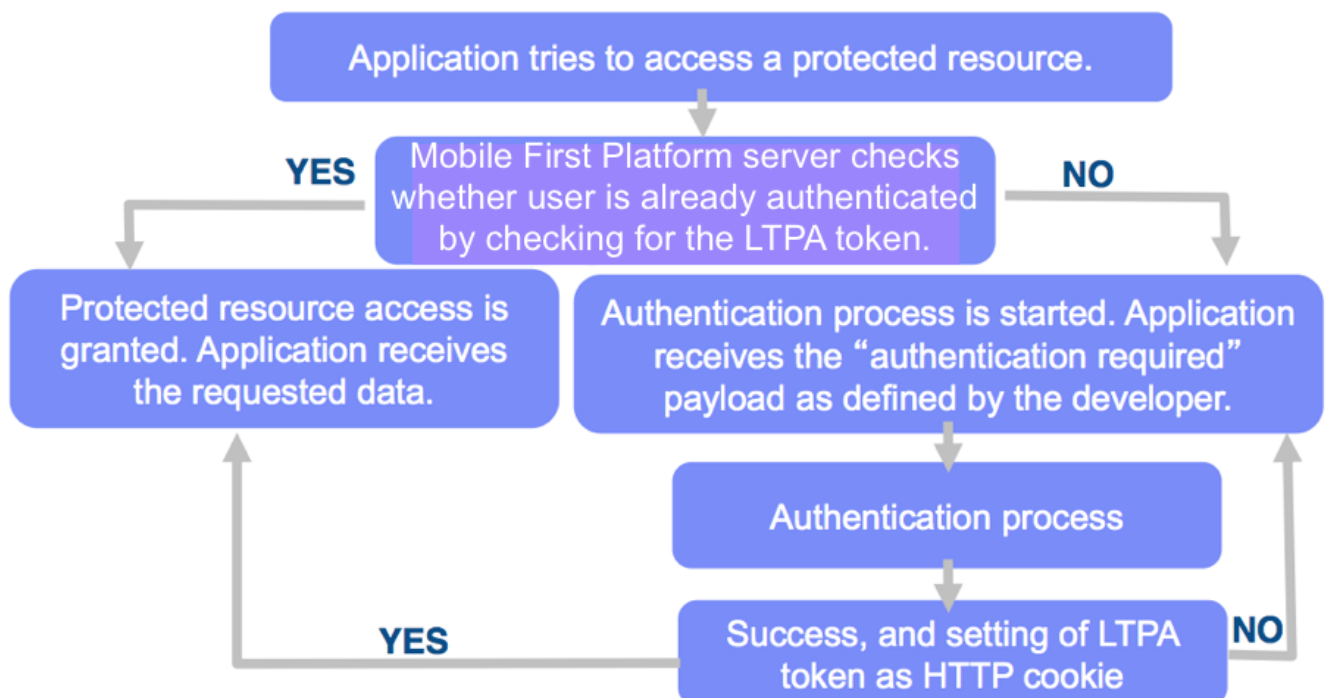 Application tries to access a protected resource.
YES
Mobile First Platform server checks
whether user is already authenticated
by checking for the LTPA token.
NO
Protected resource access is
granted. Application receives
the requested data.
Authentication process is started. Application
receives the “authentication required”
payload as defined by the developer.
Authentication process
YES
Success, and setting of LTPA
token as HTTP cookie
NO